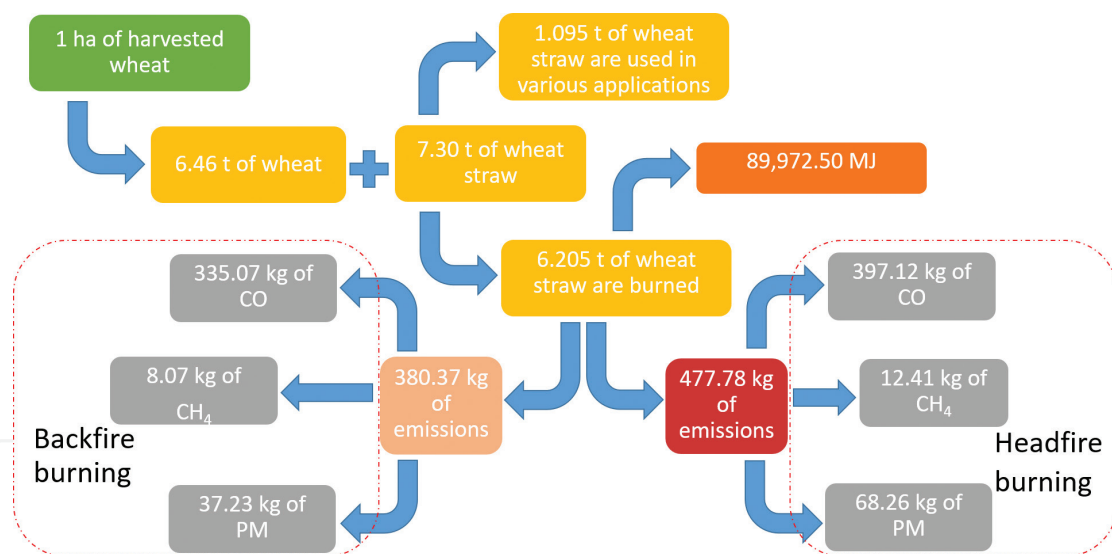 1 ha of harvested
wheat
1.095 t of wheat
straw are used in
various applications
6.46 t of wheat
7.30 t of wheat
straw
89,972.50 MJ
6.205 t of wheat
straw are burned
335.07 kg of
CO
397.12 kg of
CO
8.07 kg of
CH₄
380.37 kg
of
emissions
477.78 kg
of
emissions
12.41 kg of
CH₄
Backfire
burning
Headfire
burning
37.23 kg of
PM
68.26 kg of
PM